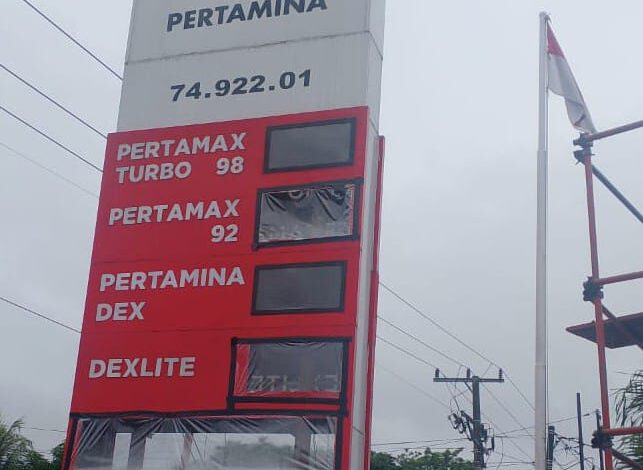 PERTAMINA
74.922.01
PERTAMAX
TURBO 98
PERTAMAX
92
PERTAMINA
DEX
DEXLITE